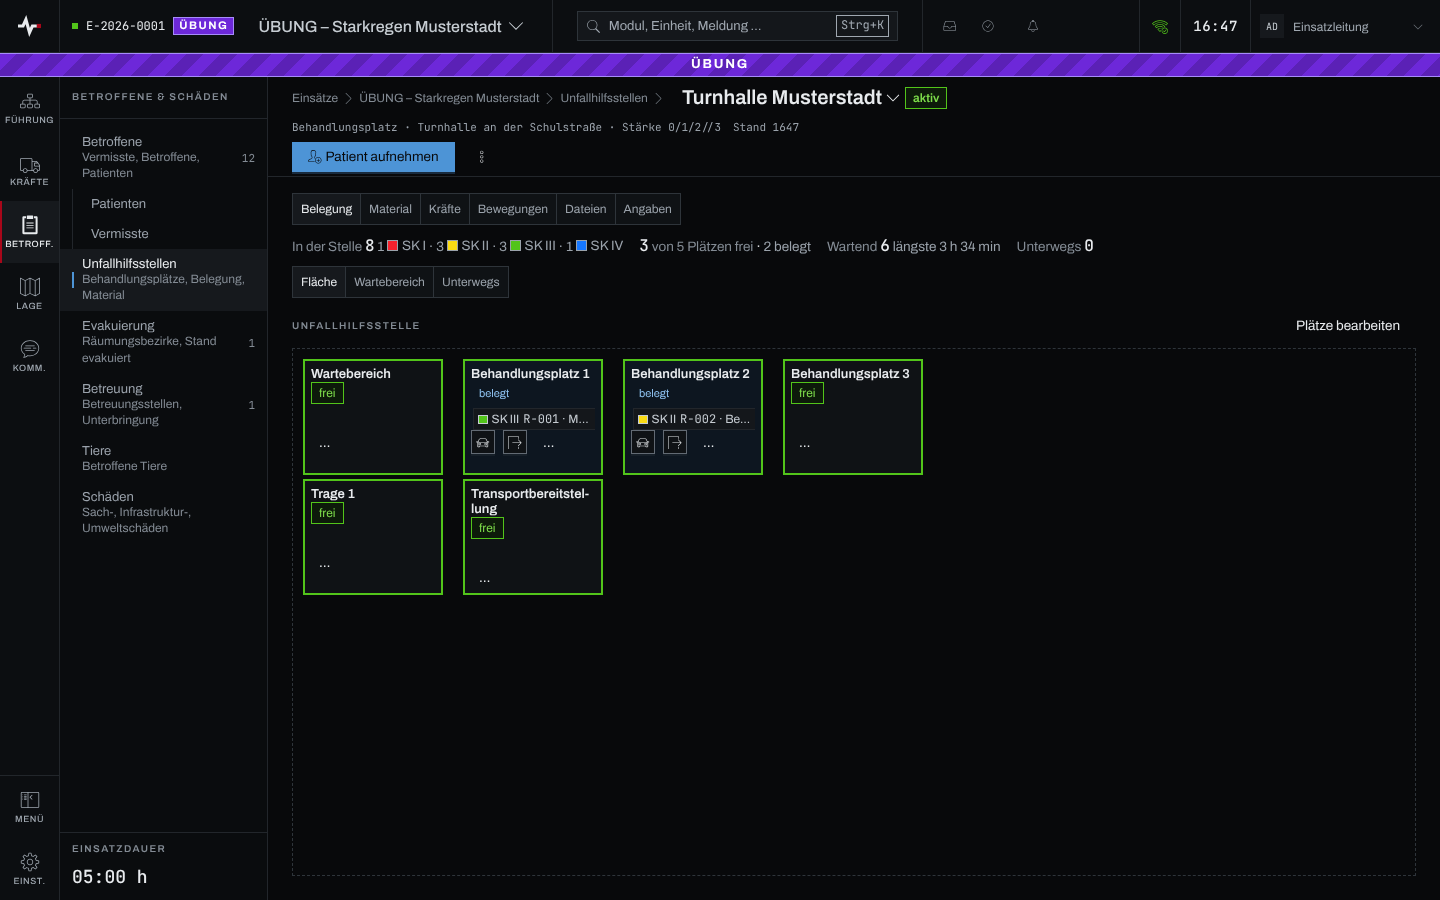 E-2026-0001 ÜBUNG ÜBUNG – Starkregen Musterstadt
Modul, Einheit, Meldung ... Strg+K
16:47
AD Einsatzleitung
ÜBUNG
FÜHRUNG
KRÄFTE
BETROFF.
LAGE
KOMM.
MENÜ
EINST.
BETROFFENE & SCHÄDEN
Betroffene
Vermisste, Betroffene,
Patienten
12
Patienten
Vermisste
Unfallhilfsstellen
Behandlungsplätze, Belegung,
Material
Evakuierung
Räumungsbezirke, Stand
evakuiert
1
Betreuung
Betreuungsstellen,
Unterbringung
1
Tiere
Betroffene Tiere
Schäden
Sach-, Infrastruktur-,
Umweltschäden
EINSATZDAUER
05:00 h
Einsätze ÜBUNG – Starkregen Musterstadt Unfallhilfsstellen Turnhalle Musterstadt aktiv
Behandlungsplatz · Turnhalle an der Schulstraße · Stärke 0/1/2//3 Stand 1647
Patient aufnehmen
Belegung Material Kräfte Bewegungen Dateien Angaben
In der Stelle 8 1 SK I · 3 SK II · 3 SK III · 1 SK IV 3 von 5 Plätzen frei · 2 belegt Wartend 6 längste 3 h 34 min Unterwegs 0
Fläche Wartebereich Unterwegs
UNFALLHILFSSTELLE
Plätze bearbeiten
Wartebereich
frei
...
Behandlungsplatz 1
belegt
SK III R-001 · M...
...
Behandlungsplatz 2
belegt
SK II R-002 · Be...
...
Behandlungsplatz 3
frei
...
Trage 1
frei
...
Transportbereitstel-
lung
frei
...